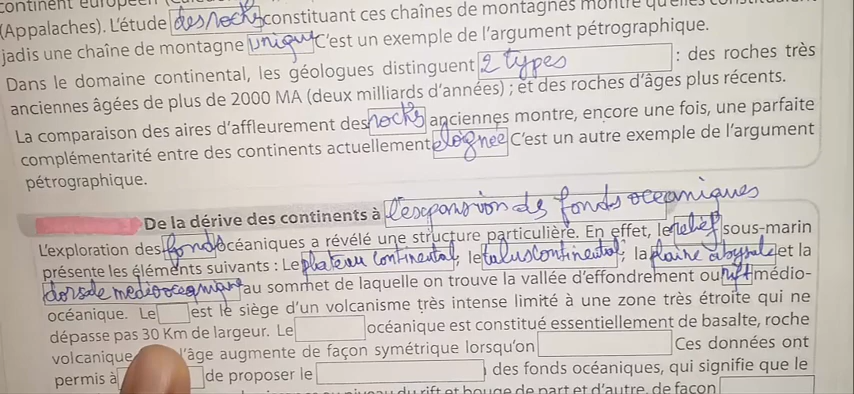 continent européen
(Appalaches). L'étude des rochs constituant ces chaînes de montagnes montre qu'elles constituaient
jadis une chaîne de montagne unique C'est un exemple de l'argument pétrographique.
Dans le domaine continental, les géologues distinguent 2 types : des roches très
anciennes âgées de plus de 2000 MA (deux milliards d'années) ; et des roches d'âges plus récents.
La comparaison des aires d'affleurement des rochs anciennes montre, encore une fois, une parfaite
complémentarité entre des continents actuellement elognee C'est un autre exemple de l'argument
pétrographique.
De la dérive des continents à l'expansion des fonds oceaniques
L'exploration des fonds océaniques a révélé une structure particulière. En effet, le relief sous-marin
présente les éléments suivants : Le plateau continental, le talus continental ; la plaine abyssale et la
dorsale medio oceanique au sommet de laquelle on trouve la vallée d'effondrement ou rift médio-
océanique. Le est le siège d'un volcanisme très intense limité à une zone très étroite qui ne
dépasse pas 30 Km de largeur. Le océanique est constitué essentiellement de basalte, roche
volcanique l'âge augmente de façon symétrique lorsqu'on Ces données ont
permis à de proposer le des fonds océaniques, qui signifie que le
niveau du rift et bouge de part et d'autre, de façon